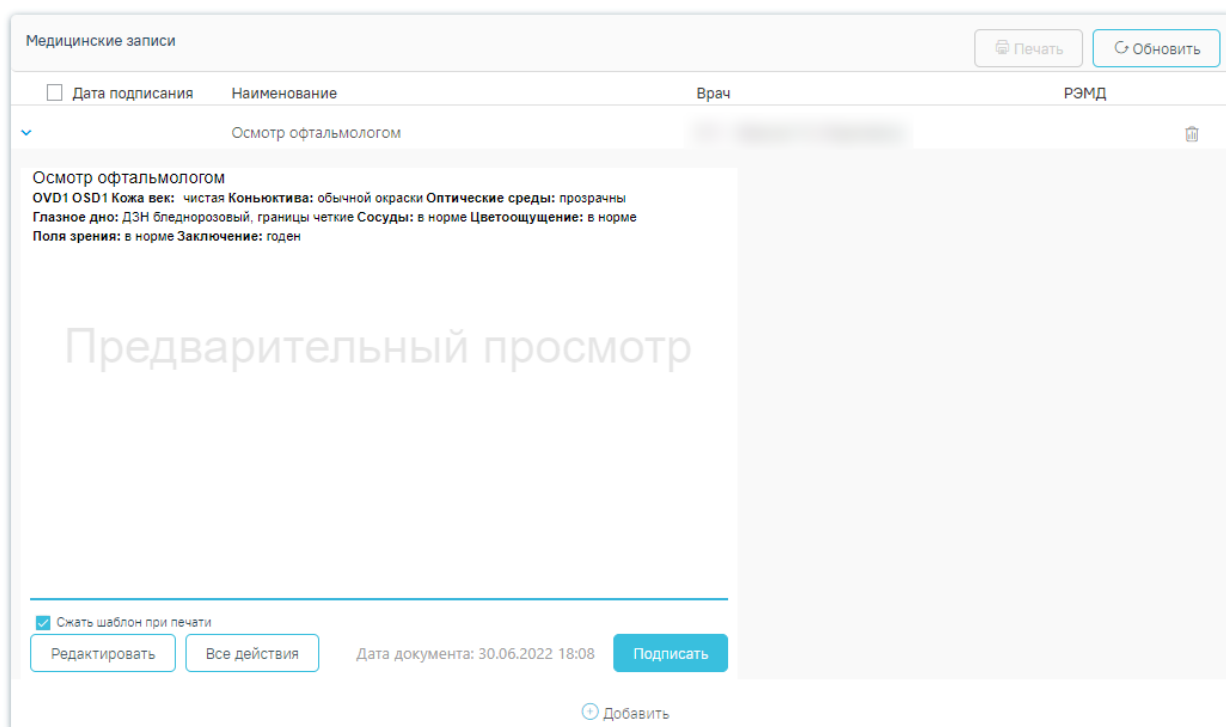 Медицинские записи
Печать
Обновить
Дата подписания Наименование Врач РЭМД
Осмотр офтальмологом
Осмотр офтальмологом
OVD1 OSD1 Кожа век: чистая Коньюктива: обычной окраски Оптические среды: прозрачны
Глазное дно: ДЗН бледнорозовый, границы четкие Сосуды: в норме Цветоощущение: в норме
Поля зрения: в норме Заключение: годен
Предварительный просмотр
Сжать шаблон при печати
Редактировать Все действия Дата документа: 30.06.2022 18:08 Подписать
Добавить